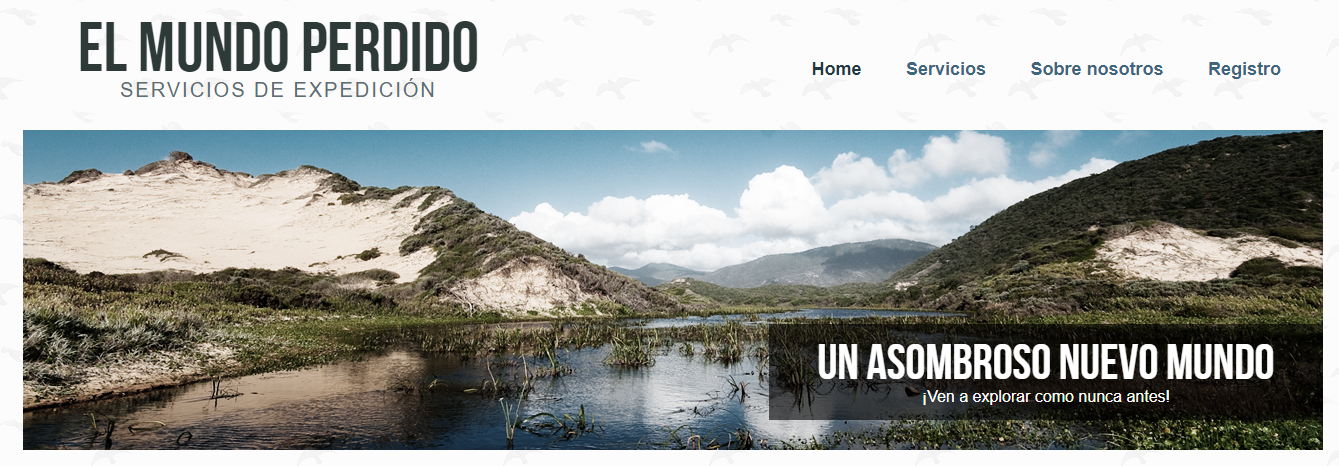 EL MUNDO PERDIDO
SERVICIOS DE EXPEDICIÓN
Home Servicios Sobre nosotros Registro
UN ASOMBROSO NUEVO MUNDO
¡Ven a explorar como nunca antes!